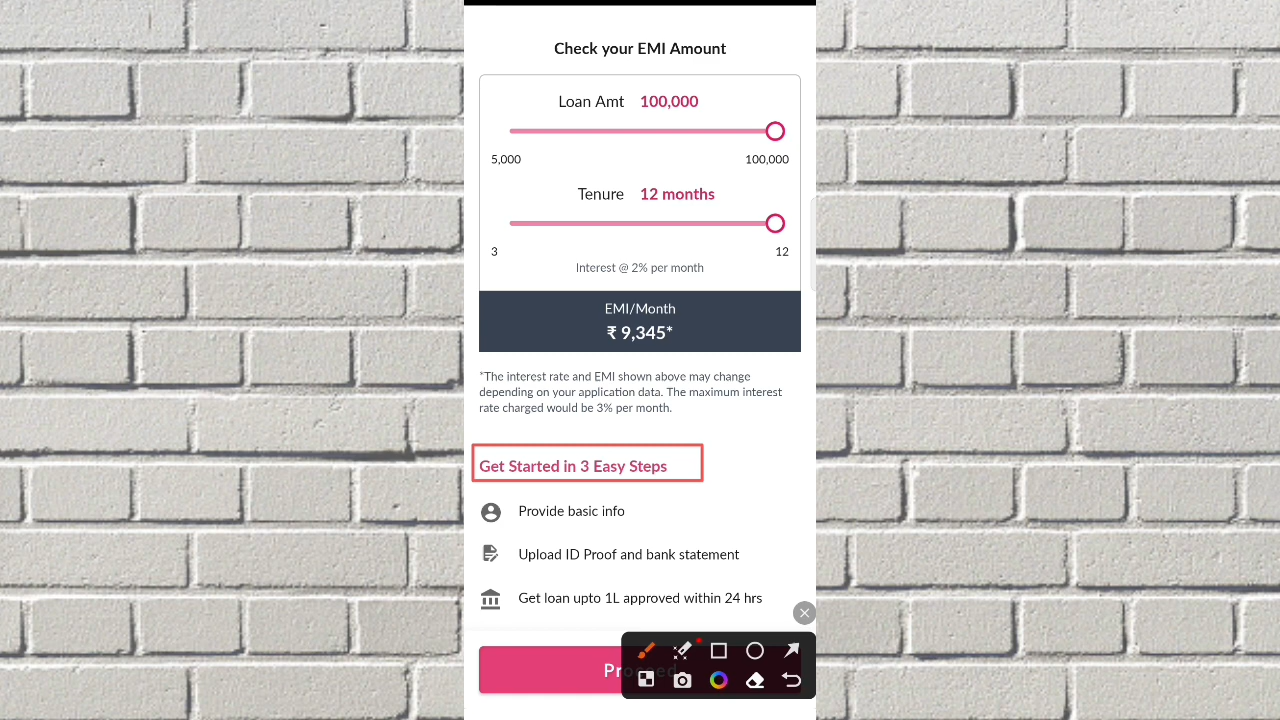 Check your EMI Amount
Loan Amt 100,000
5,000 100,000
Tenure 12 months
3 12
Interest @ 2% per month
EMI/Month
₹ 9,345*
*The interest rate and EMI shown above may change
depending on your application data. The maximum interest
rate charged would be 3% per month.
Get Started in 3 Easy Steps
Provide basic info
Upload ID Proof and bank statement
Get loan upto 1L approved within 24 hrs
Proceed